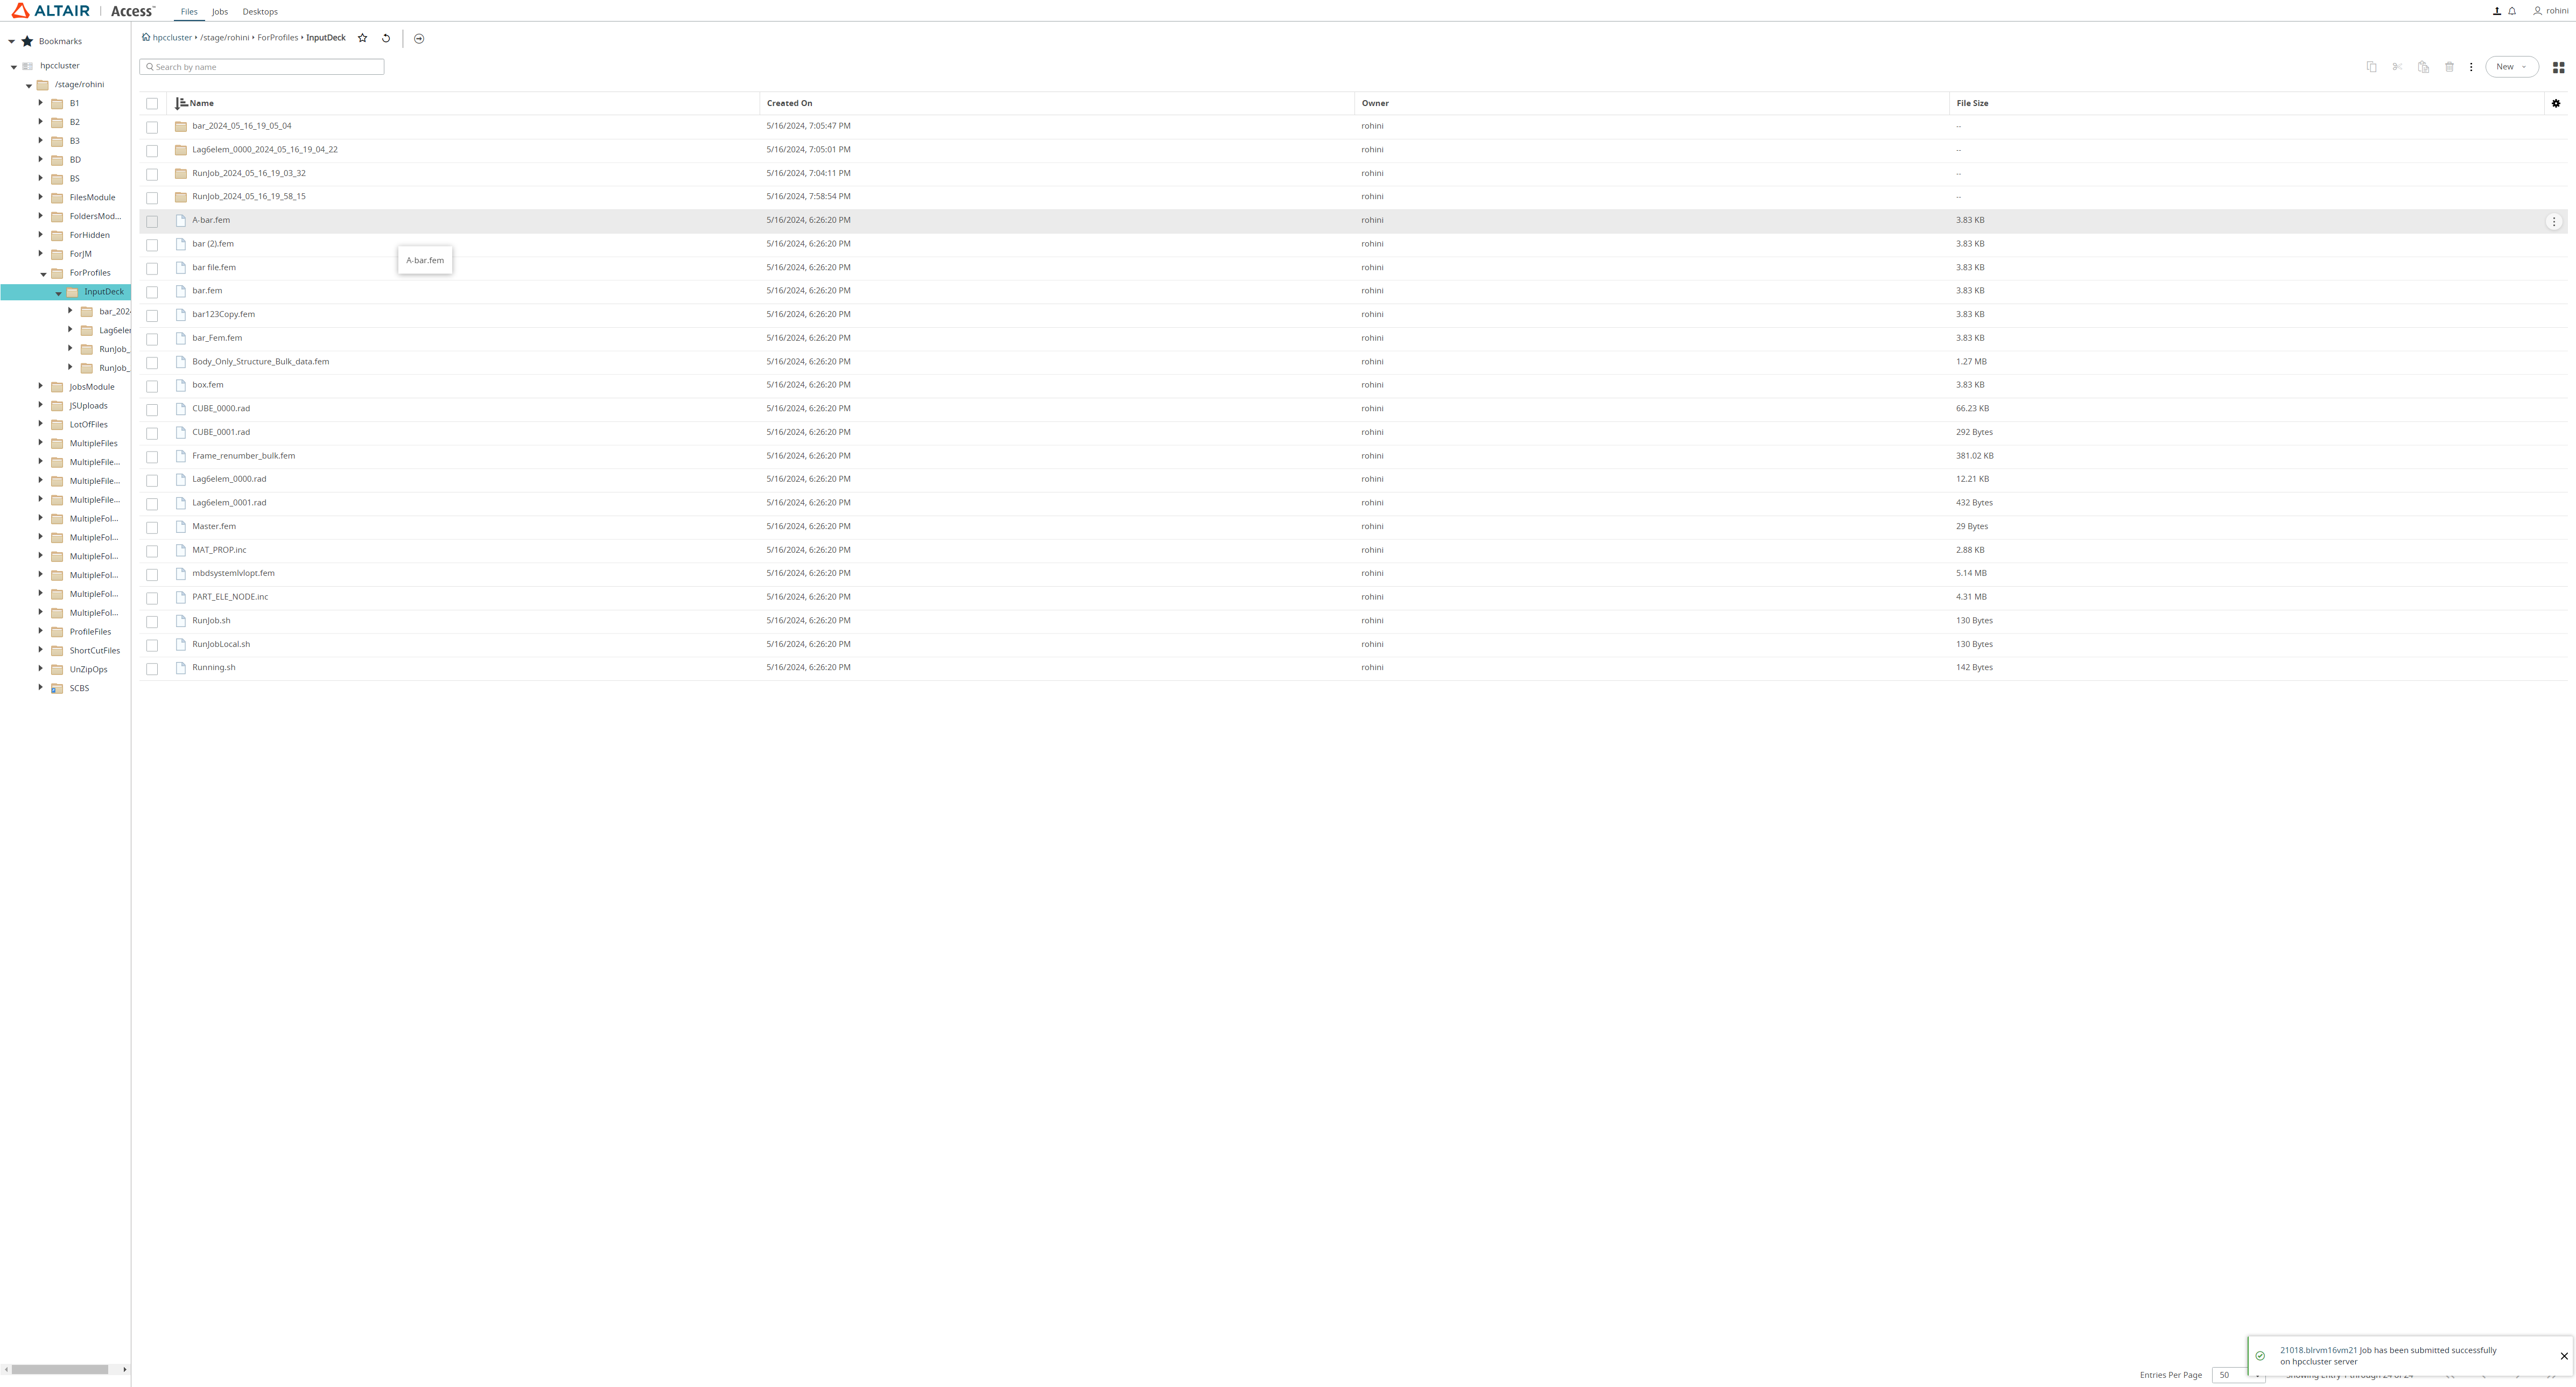 ALTAIR | Access™ Files Jobs Desktops rohini
Bookmarks
hpccluster
/stage/rohini
B1
B2
B3
BD
BS
FilesModule
FoldersMod...
ForHidden
ForJM
ForProfiles
InputDeck
bar_202
Lag6ele
RunJob_
RunJob_
JobsModule
JSUploads
LotOfFiles
MultipleFiles
MultipleFile...
MultipleFile...
MultipleFile...
MultipleFol...
MultipleFol...
MultipleFol...
MultipleFol...
MultipleFol...
MultipleFol...
ProfileFiles
ShortCutFiles
UnZipOps
SCBS
hpccluster /stage/rohini ForProfiles InputDeck
Search by name
New
Name Created On Owner File Size
bar_2024_05_16_19_05_04 5/16/2024, 7:05:47 PM rohini --
Lag6elem_0000_2024_05_16_19_04_22 5/16/2024, 7:05:01 PM rohini --
RunJob_2024_05_16_19_03_32 5/16/2024, 7:04:11 PM rohini --
RunJob_2024_05_16_19_58_15 5/16/2024, 7:58:54 PM rohini --
A-bar.fem 5/16/2024, 6:26:20 PM rohini 3.83 KB
bar (2).fem 5/16/2024, 6:26:20 PM rohini 3.83 KB
A-bar.fem
bar file.fem 5/16/2024, 6:26:20 PM rohini 3.83 KB
bar.fem 5/16/2024, 6:26:20 PM rohini 3.83 KB
bar123Copy.fem 5/16/2024, 6:26:20 PM rohini 3.83 KB
bar_Fem.fem 5/16/2024, 6:26:20 PM rohini 3.83 KB
Body_Only_Structure_Bulk_data.fem 5/16/2024, 6:26:20 PM rohini 1.27 MB
box.fem 5/16/2024, 6:26:20 PM rohini 3.83 KB
CUBE_0000.rad 5/16/2024, 6:26:20 PM rohini 66.23 KB
CUBE_0001.rad 5/16/2024, 6:26:20 PM rohini 292 Bytes
Frame_renumber_bulk.fem 5/16/2024, 6:26:20 PM rohini 381.02 KB
Lag6elem_0000.rad 5/16/2024, 6:26:20 PM rohini 12.21 KB
Lag6elem_0001.rad 5/16/2024, 6:26:20 PM rohini 432 Bytes
Master.fem 5/16/2024, 6:26:20 PM rohini 29 Bytes
MAT_PROP.inc 5/16/2024, 6:26:20 PM rohini 2.88 KB
mbdsystemlvlopt.fem 5/16/2024, 6:26:20 PM rohini 5.14 MB
PART_ELE_NODE.inc 5/16/2024, 6:26:20 PM rohini 4.31 MB
RunJob.sh 5/16/2024, 6:26:20 PM rohini 130 Bytes
RunJobLocal.sh 5/16/2024, 6:26:20 PM rohini 130 Bytes
Running.sh 5/16/2024, 6:26:20 PM rohini 142 Bytes
21018.blrvm16vm21 Job has been submitted successfully
on hpccluster server
Entries Per Page 50